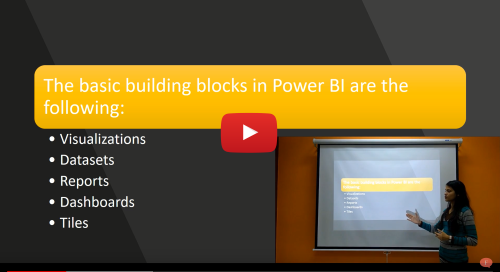 The basic building blocks in Power BI are the
following:
• Visualizations
• Datasets
• Reports
• Dashboards
• Tiles